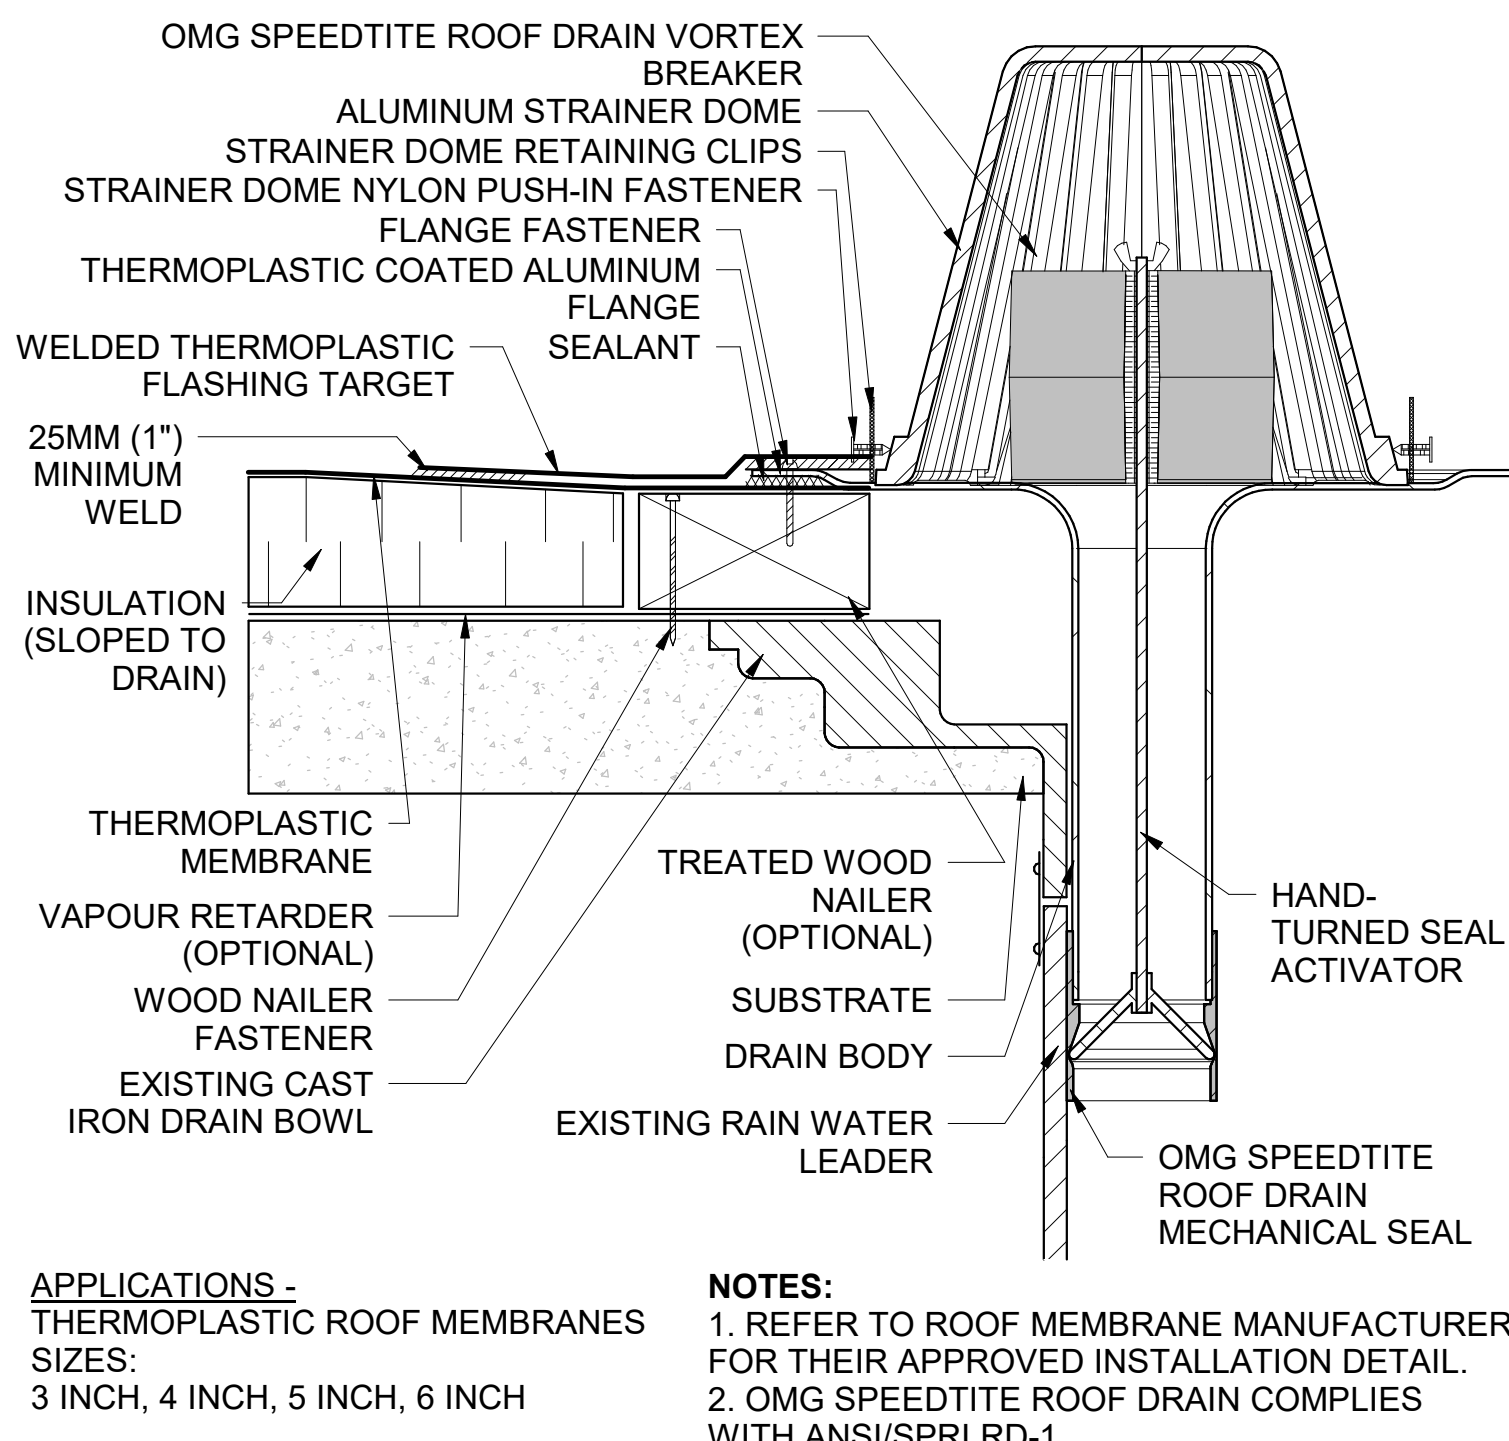 OMG SPEEDTITE ROOF DRAIN VORTEX
BREAKER
ALUMINUM STRAINER DOME
STRAINER DOME RETAINING CLIPS
STRAINER DOME NYLON PUSH-IN FASTENER
FLANGE FASTENER
THERMOPLASTIC COATED ALUMINUM
FLANGE
SEALANT
WELDED THERMOPLASTIC
FLASHING TARGET
25MM (1")
MINIMUM
WELD
INSULATION
(SLOPED TO
DRAIN)
THERMOPLASTIC
MEMBRANE
VAPOUR RETARDER
(OPTIONAL)
WOOD NAILER
FASTENER
EXISTING CAST
IRON DRAIN BOWL
TREATED WOOD
NAILER
(OPTIONAL)
SUBSTRATE
DRAIN BODY
EXISTING RAIN WATER
LEADER
HAND-
TURNED SEAL
ACTIVATOR
OMG SPEEDTITE
ROOF DRAIN
MECHANICAL SEAL
APPLICATIONS -
THERMOPLASTIC ROOF MEMBRANES
SIZES:
3 INCH, 4 INCH, 5 INCH, 6 INCH
NOTES:
1. REFER TO ROOF MEMBRANE MANUFACTURER
FOR THEIR APPROVED INSTALLATION DETAIL.
2. OMG SPEEDTITE ROOF DRAIN COMPLIES
WITH ANSI/SPRI RD-1